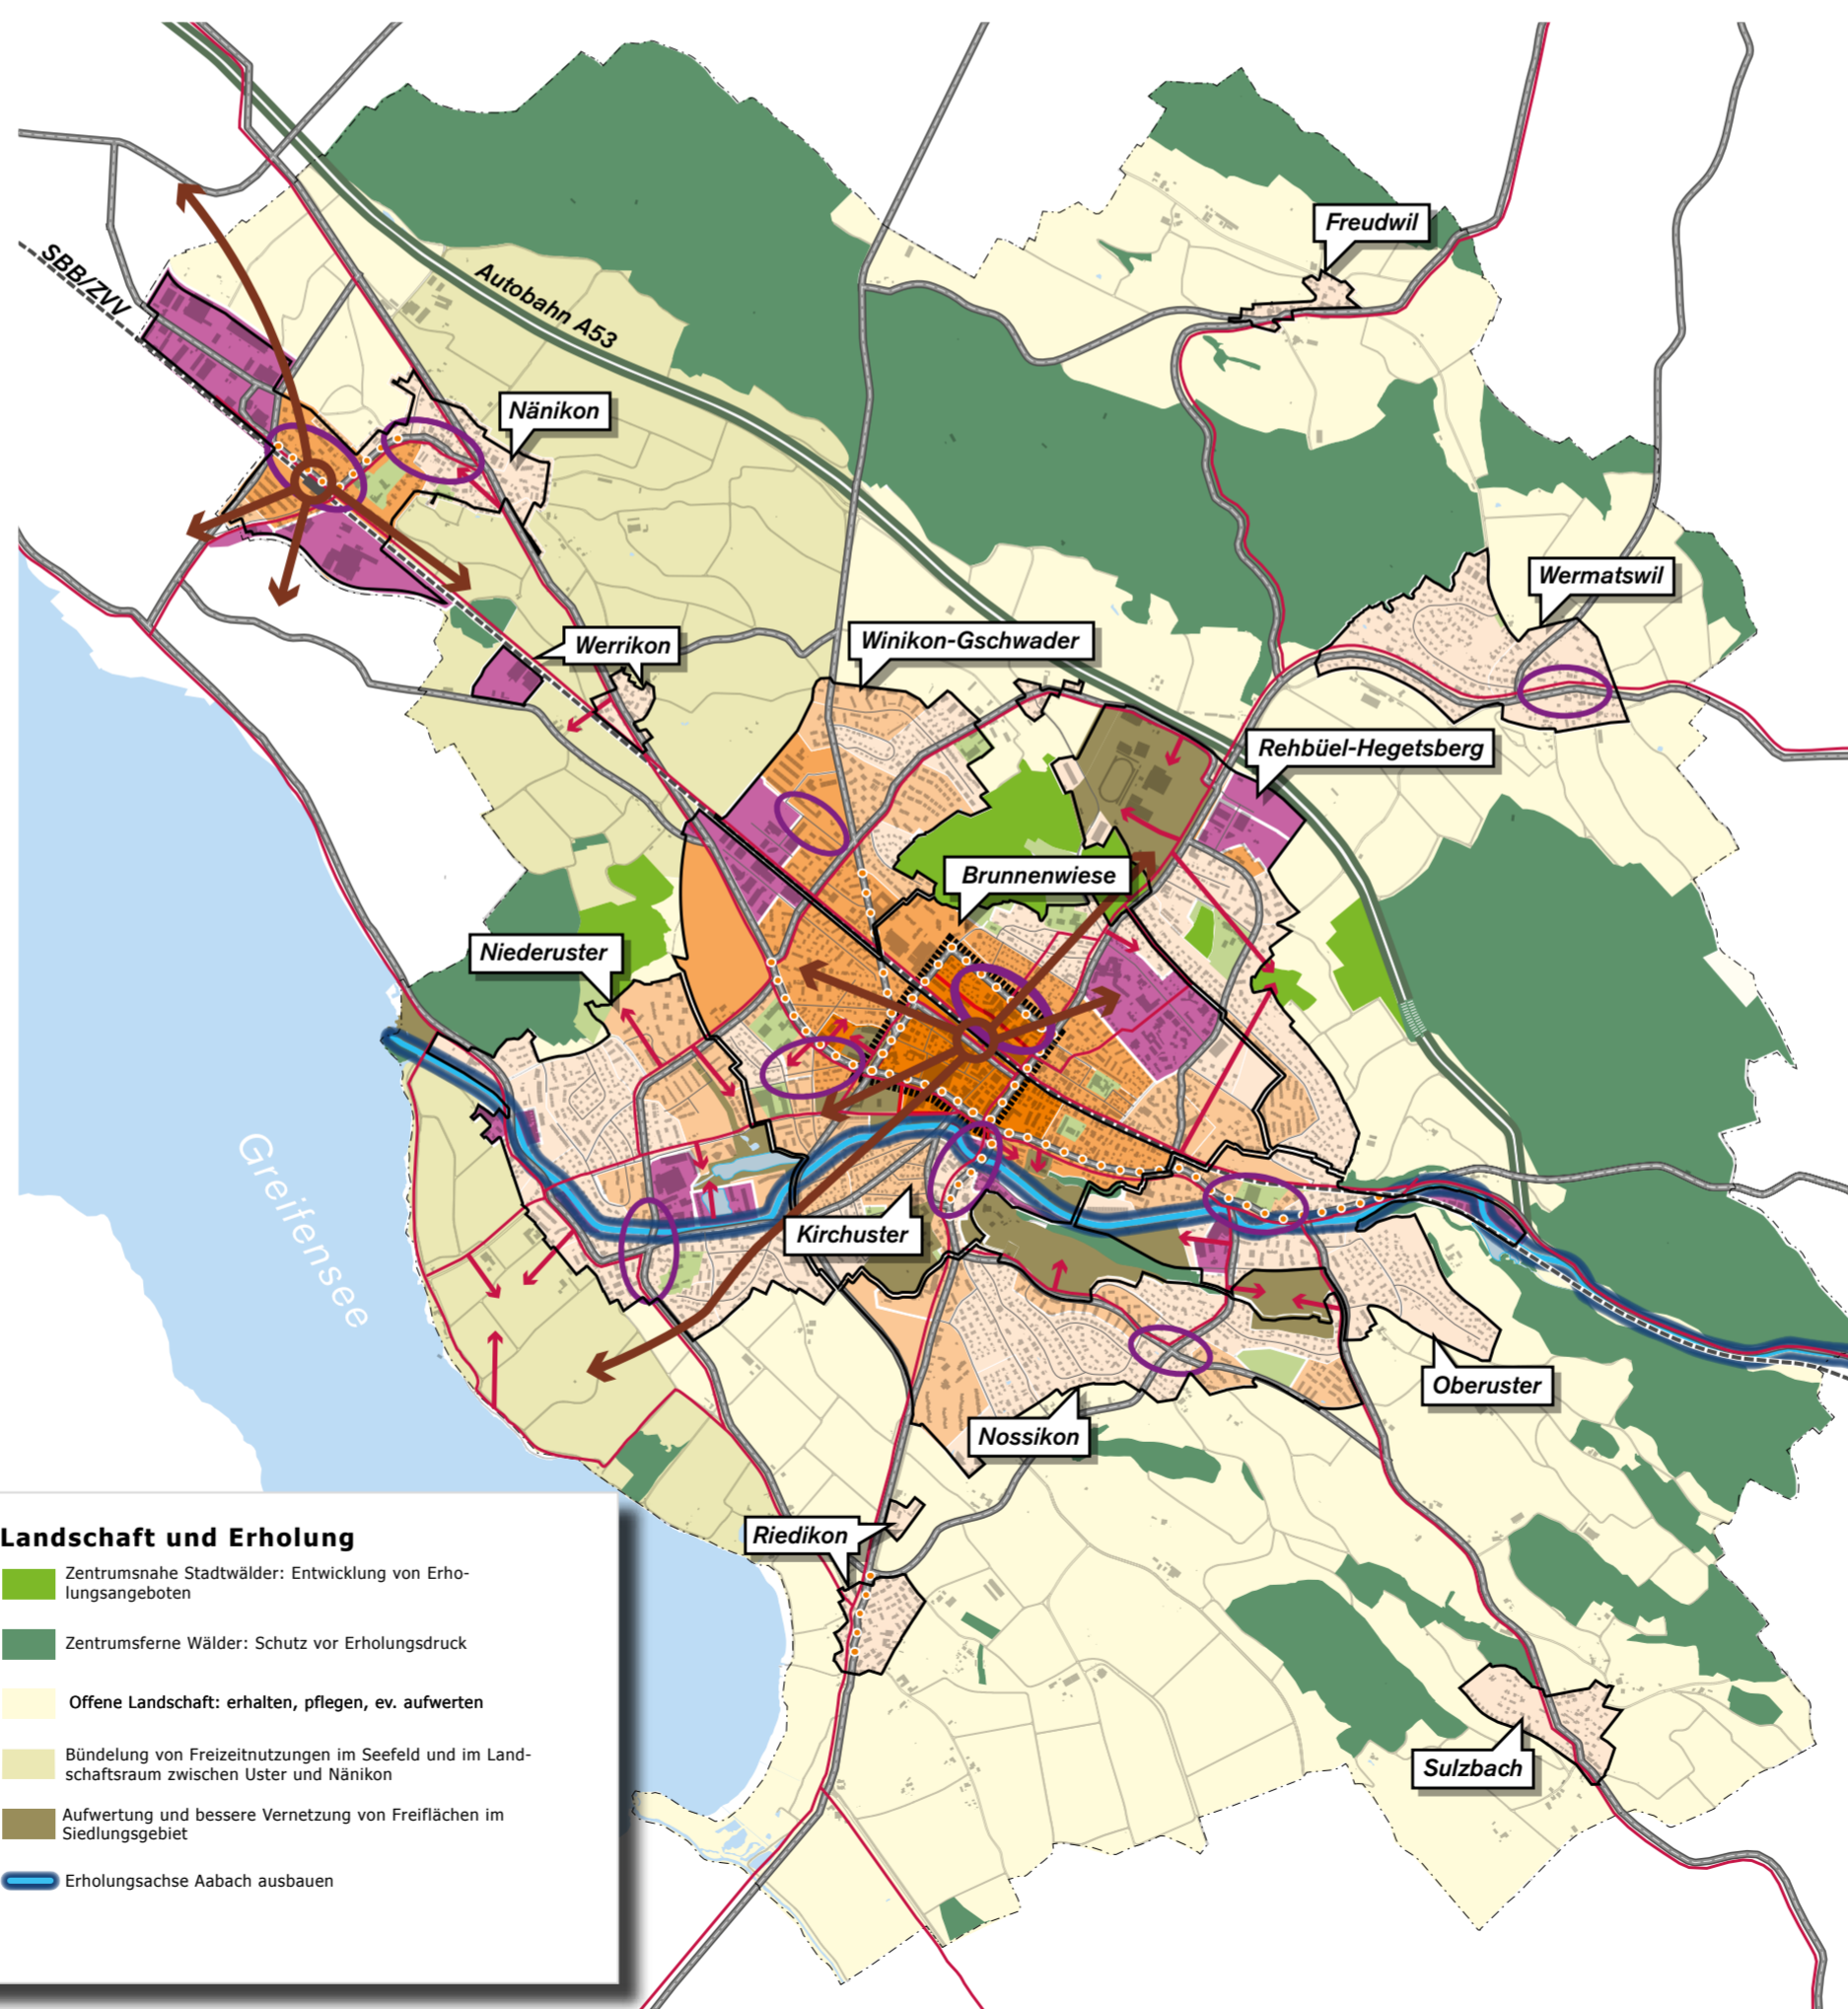 Freudwil
SBB/ZVV
Autobahn A53
Nänikon
Wermatswil
Werrikon
Winikon-Gschwader
Rehbüel-Hegetsberg
Brunnenwiese
Niederuster
Greifensee
Kirchuster
Oberuster
Nossikon
Riedikon
Sulzbach
Landschaft und Erholung
Zentrumsnahe Stadtwälder: Entwicklung von Erho-
lungsangeboten
Zentrumsferne Wälder: Schutz vor Erholungsdruck
Offene Landschaft: erhalten, pflegen, ev. aufwerten
Bündelung von Freizeitnutzungen im Seefeld und im Land-
schaftsraum zwischen Uster und Nänikon
Aufwertung und bessere Vernetzung von Freiflächen im
Siedlungsgebiet
Erholungsachse Aabach ausbauen